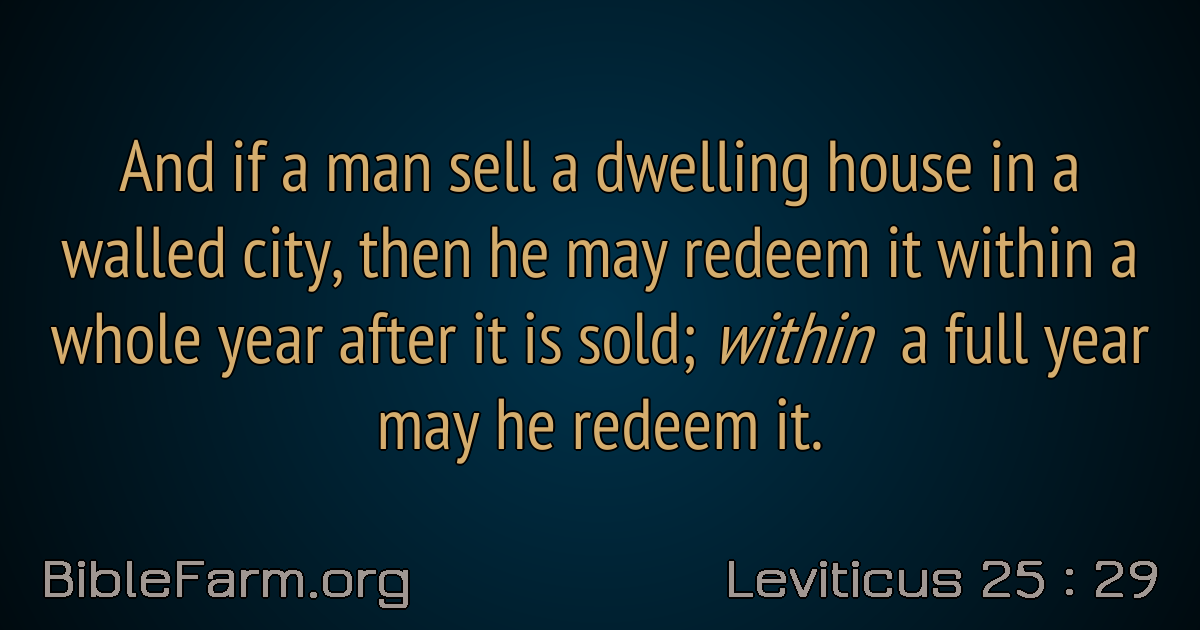 And if a man sell a dwelling house in a
walled city, then he may redeem it within a
whole year after it is sold; within a full year
may he redeem it.
BibleFarm.org
Leviticus 25 : 29